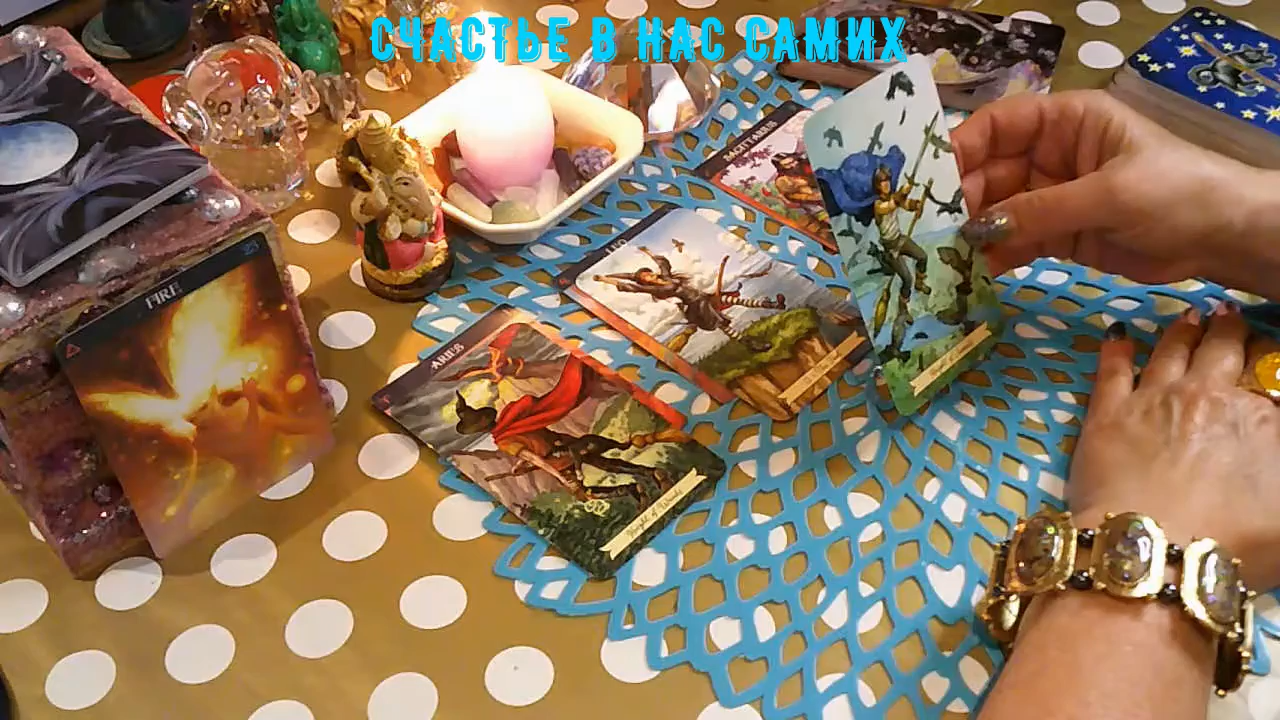 СЧАСТЬЕ В НАС САМИХ
SAGITTARIUS
LEO
FIRE
ARIES
Knight of Wands